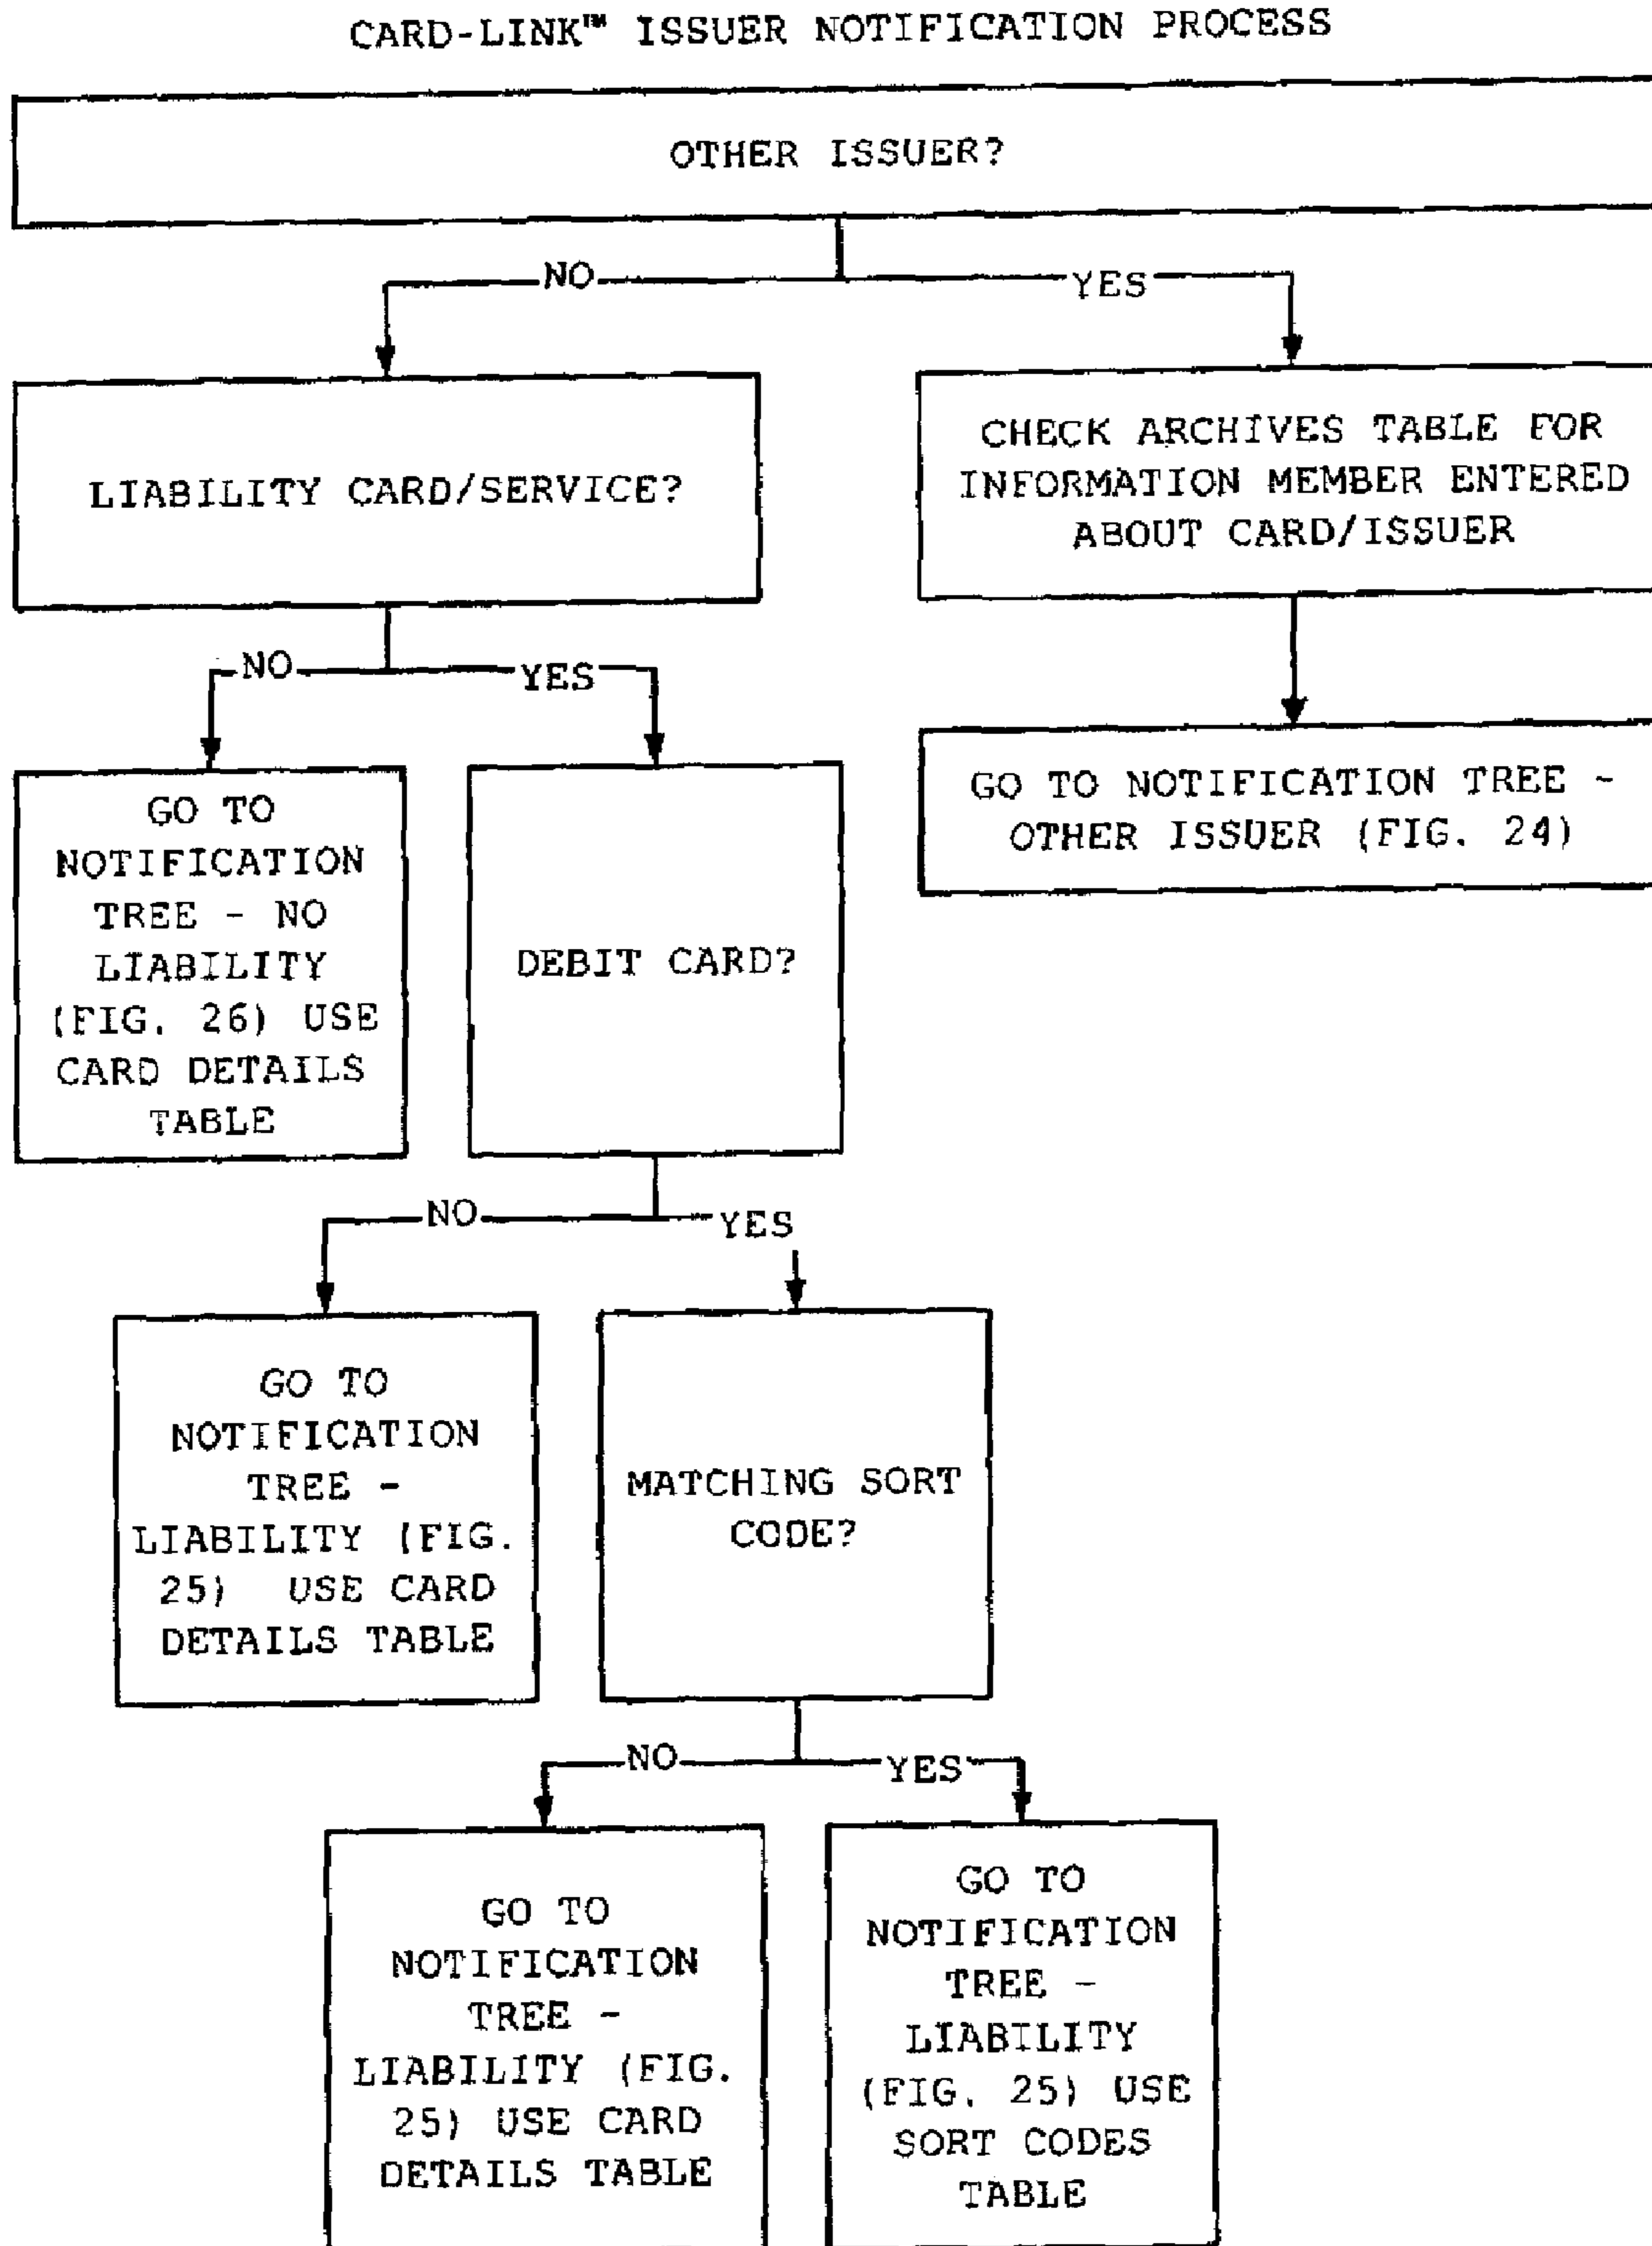 CARD-LINK™ ISSUER NOTIFICATION PROCESS
OTHER ISSUER?
NO
YES
LIABILITY CARD/SERVICE?
CHECK ARCHIVES TABLE FOR
INFORMATION MEMBER ENTERED
ABOUT CARD/ISSUER
NO
YES
GO TO NOTIFICATION TREE -
OTHER ISSUER (FIG. 24)
GO TO
NOTIFICATION
TREE - NO
LIABILITY
(FIG. 26) USE
CARD DETAILS
TABLE
DEBIT CARD?
NO
YES
GO TO
NOTIFICATION
TREE -
LIABILITY (FIG.
25) USE CARD
DETAILS TABLE
MATCHING SORT
CODE?
NO
YES
GO TO
NOTIFICATION
TREE -
LIABILITY (FIG.
25) USE CARD
DETAILS TABLE
GO TO
NOTIFICATION
TREE -
LIABILITY
(FIG. 25) USE
SORT CODES
TABLE